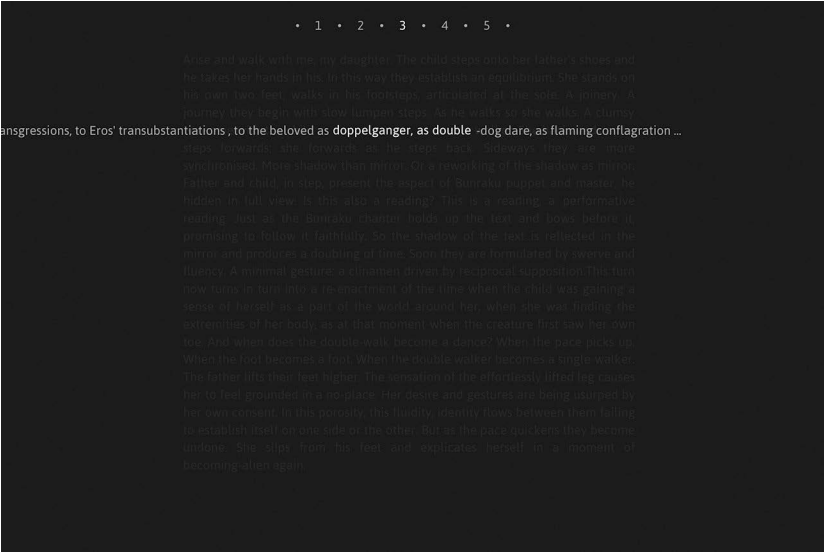 • 1 • 2 • 3 • 4 • 5 •
Arise and walk with me, my daughter. The child steps onto her father's shoes and
he takes her hands in his. In this way they establish an equilibrium. She stands on
his own two feet, walks in his footsteps, articulated at the sole. A joinery. A
journey they begin with slow lumpen steps. As he walks so she walks. A clumsy
ansgressions, to Eros' transubstantiations , to the beloved as doppelganger, as double -dog dare, as flaming conflagration ...
steps forwards, she forwards as he steps back. Sideways they are more
synchronised. More shadow than mirror. Or a reworking of the shadow as mirror.
Father and child, in step, present the aspect of Bunraku puppet and master, he
hidden in full view. Is this also a reading? This is a reading, a performative
reading. Just as the Bunraku chanter holds up the text and bows before it,
promising to follow it faithfully. So the shadow of the text is reflected in the
mirror and produces a doubling of time. Soon they are formulated by swerve and
fluency. A minimal gesture, a clinamen driven by reciprocal supposition.This turn
now turns in turn into a re-enactment of the time when the child was gaining a
sense of herself as a part of the world around her, when she was finding the
extremities of her body, as at that moment when the creature first saw her own
toe. And when does the double-walk become a dance? When the pace picks up.
When the foot becomes a foot. When the double walker becomes a single-walker.
The father lifts their feet higher. The sensation of the effortlessly lifted leg causes
her to feel grounded in a no-place. Her desire and gestures are being usurped by
her own consent. In this porosity, this fluidity, identity flows between them failing
to establish itself on one side or the other. But as the pace quickens they become
undone. She slips from his feet and explicates herself in a moment of
becoming-alien again.